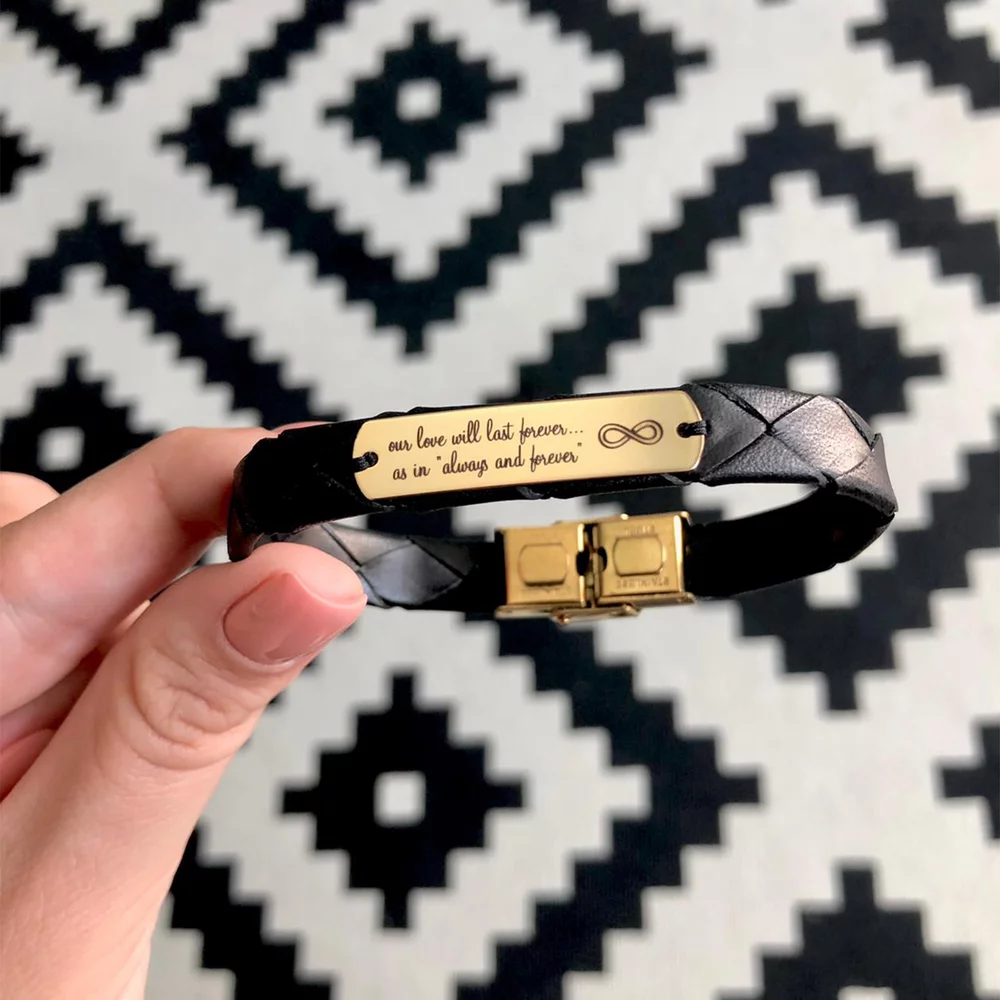 our love will last forever...
as in "always and forever"